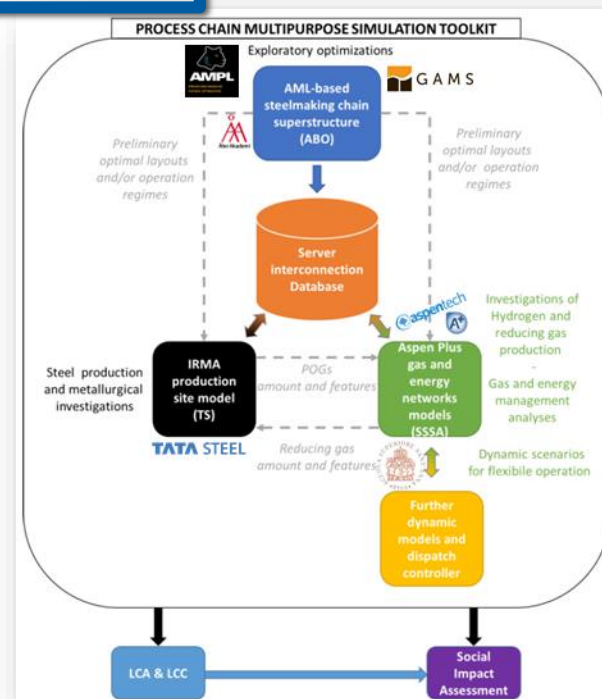 PROCESS CHAIN MULTIPURPOSE SIMULATION TOOLKIT
Exploratory optimizations
AMPL
GAMS
AML-based
steelmaking chain
superstructure
(ABO)
Åbo Akademi
Preliminary
optimal layouts
and/or operation
regimes
Preliminary
optimal layouts
and/or operation
regimes
Server
interconnection
Database
aspentech
A+
Investigations of
Hydrogen and
reducing gas
production
-
Gas and energy
management
analyses
Steel production
and metallurgical
investigations
IRMA
production
site model
(TS)
POGs
amount and features
Aspen Plus
gas and
energy
networks
models
(SSSA)
TATA STEEL
Reducing gas
amount and features
Dynamic scenarios
for flexibile operation
Further
dynamic
models and
dispatch
controller
LCA & LCC
Social
Impact
Assessment